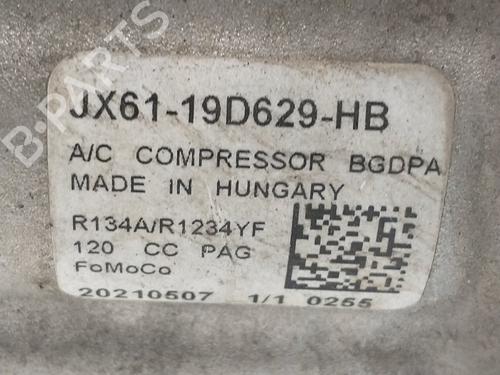 B-PARTS
JX61-19D629-HB
A/C COMPRESSOR BGDPA
MADE IN HUNGARY
R134A/R1234YF
120 CC PAG
FoMoCo
20210507 1/1 0255